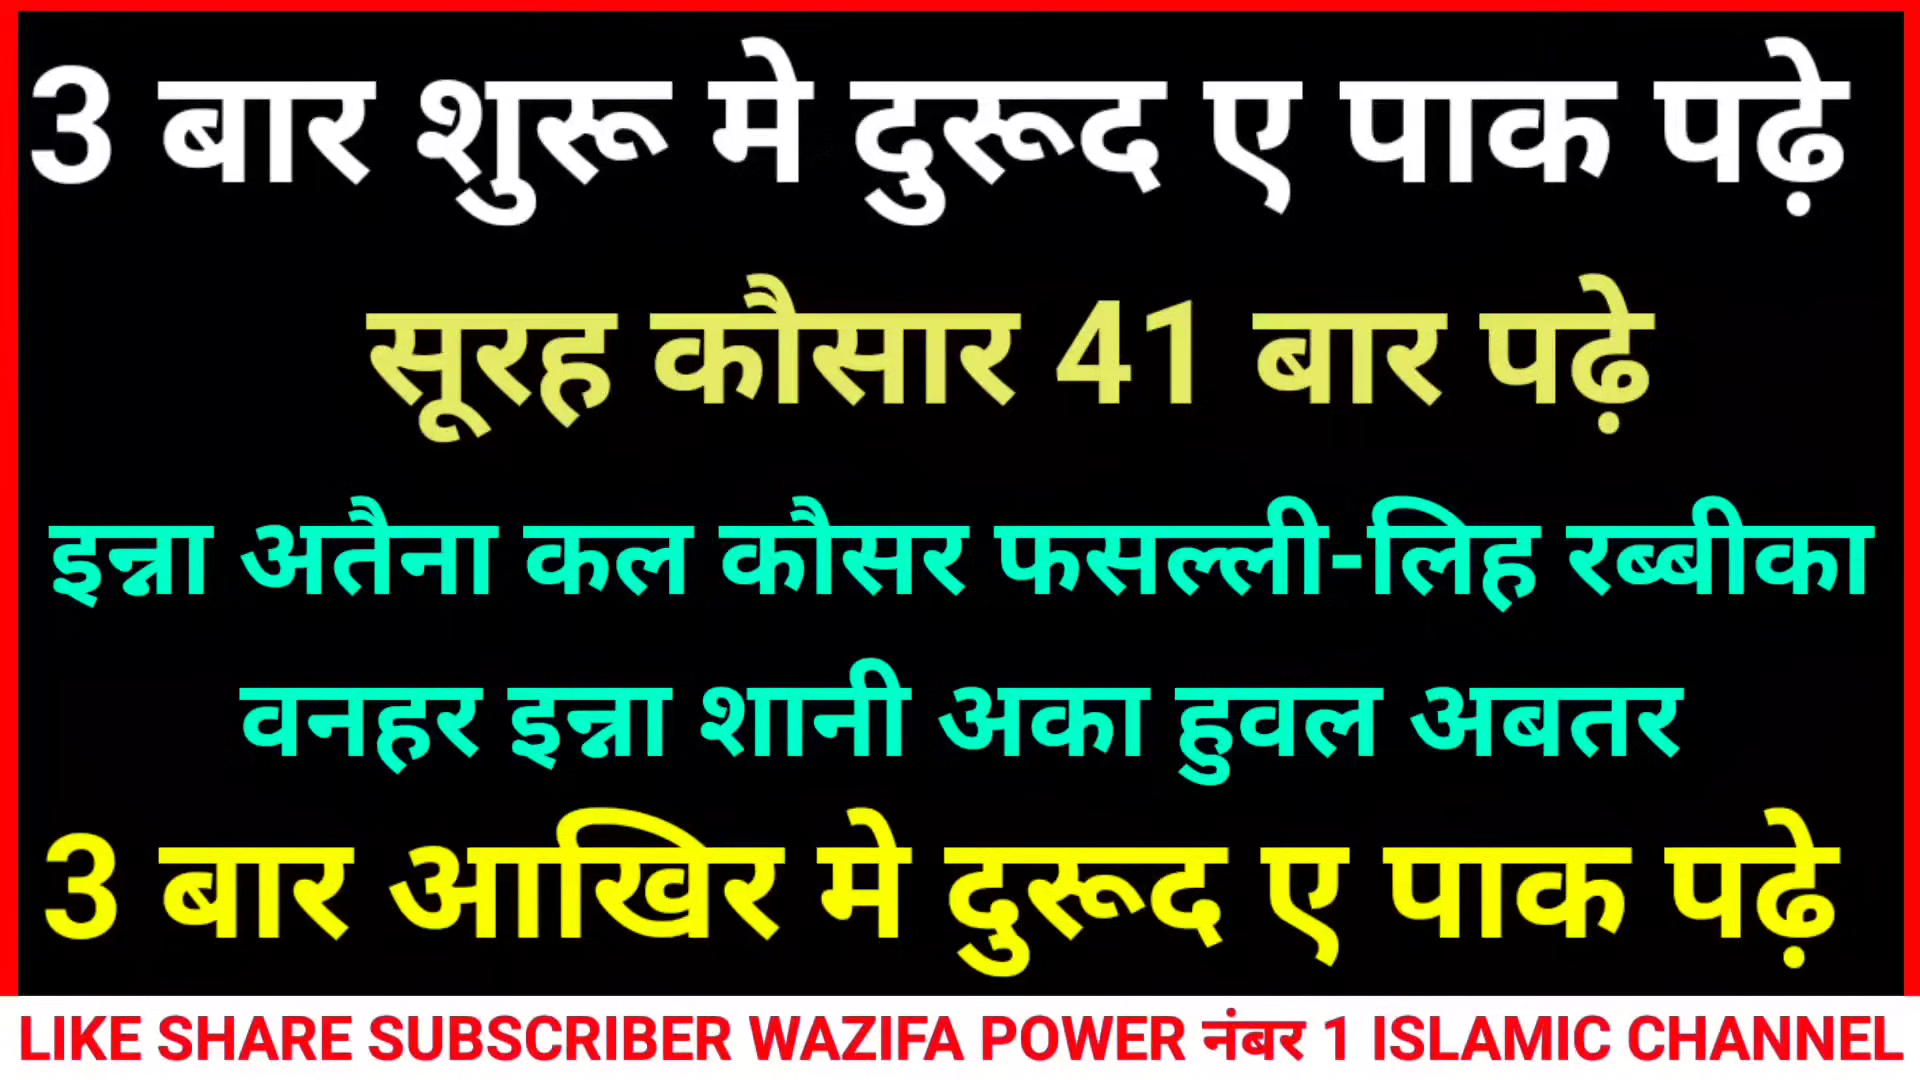 3 बार शुरू मे दुरूद ए पाक पढ़े
सूरह कौसार 41 बार पढ़े
इन्ना अतैना कल कौसर फसल्ली-लिह रब्बीका
वनहर इन्ना शानी अका हुवल अबतर
3 बार आखिर मे दुरूद ए पाक पढ़े
LIKE SHARE SUBSCRIBER WAZIFA POWER नंबर 1 ISLAMIC CHANNEL